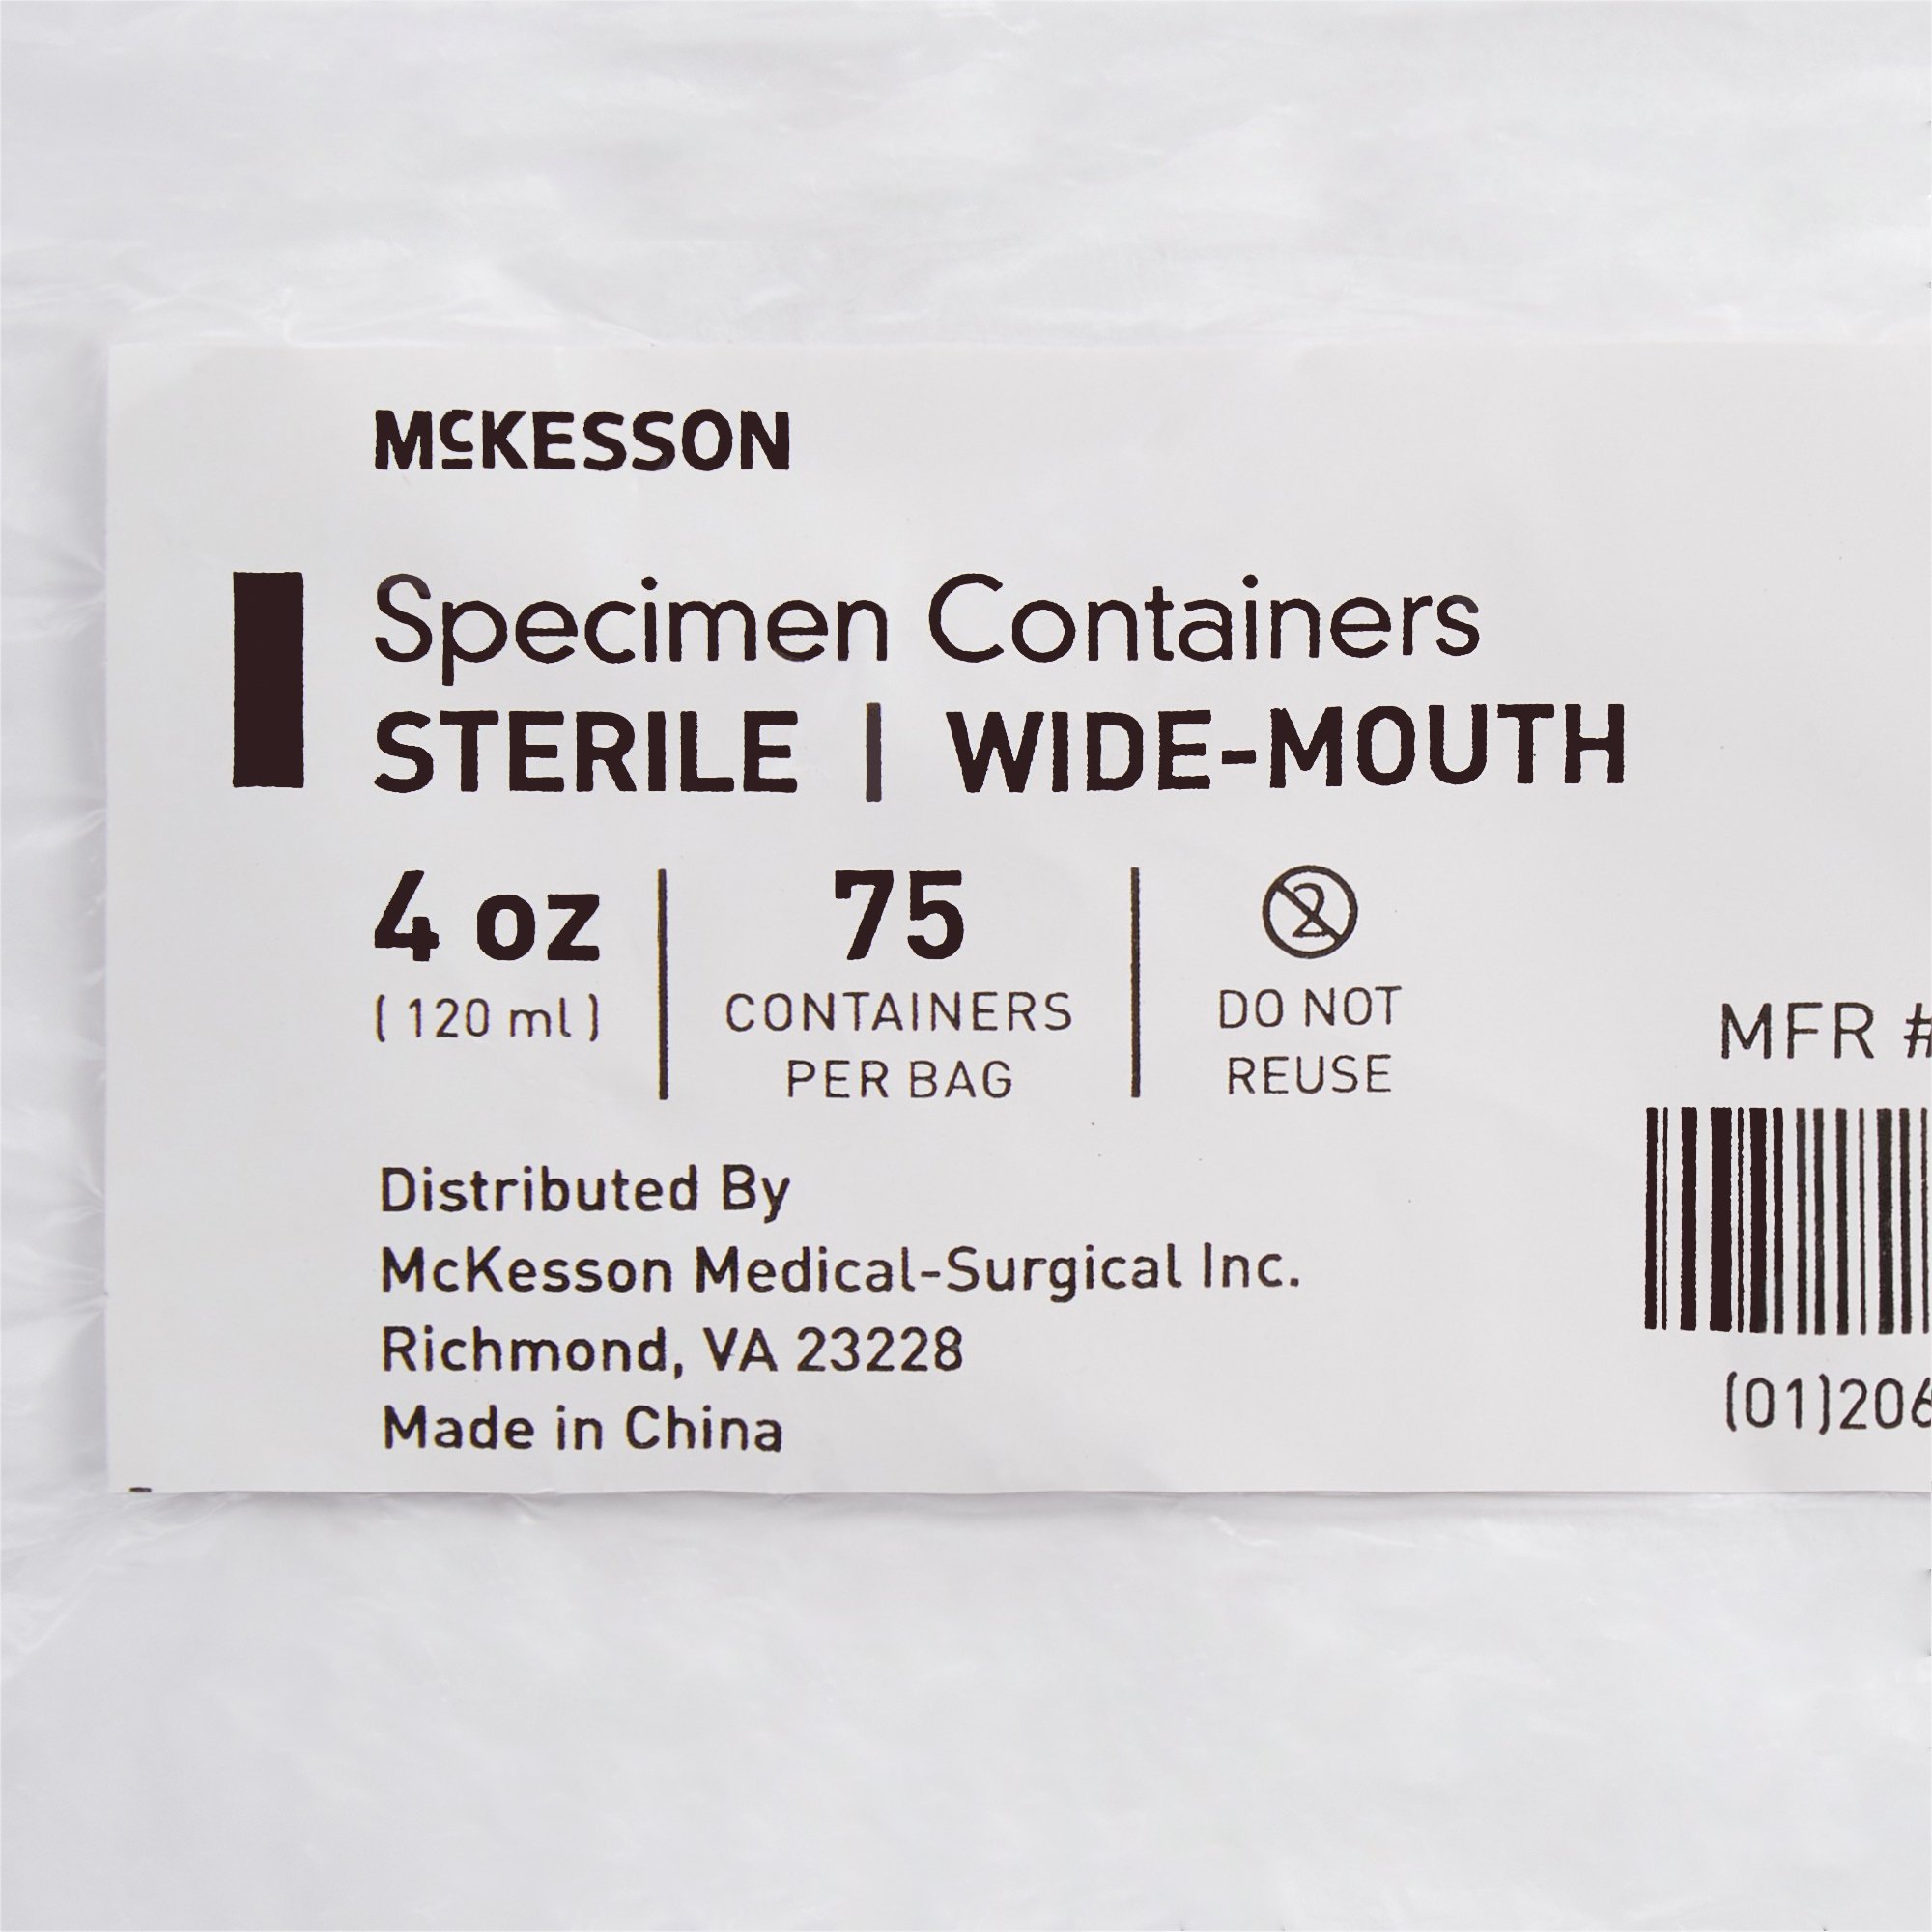 McKESSON
Specimen Containers
STERILE | WIDE-MOUTH
4 oz
( 120 ml )
75
CONTAINERS
PER BAG
2
DO NOT
REUSE
Distributed By
McKesson Medical-Surgical Inc.
Richmond, VA 23228
Made in China
MFR #
(01)206